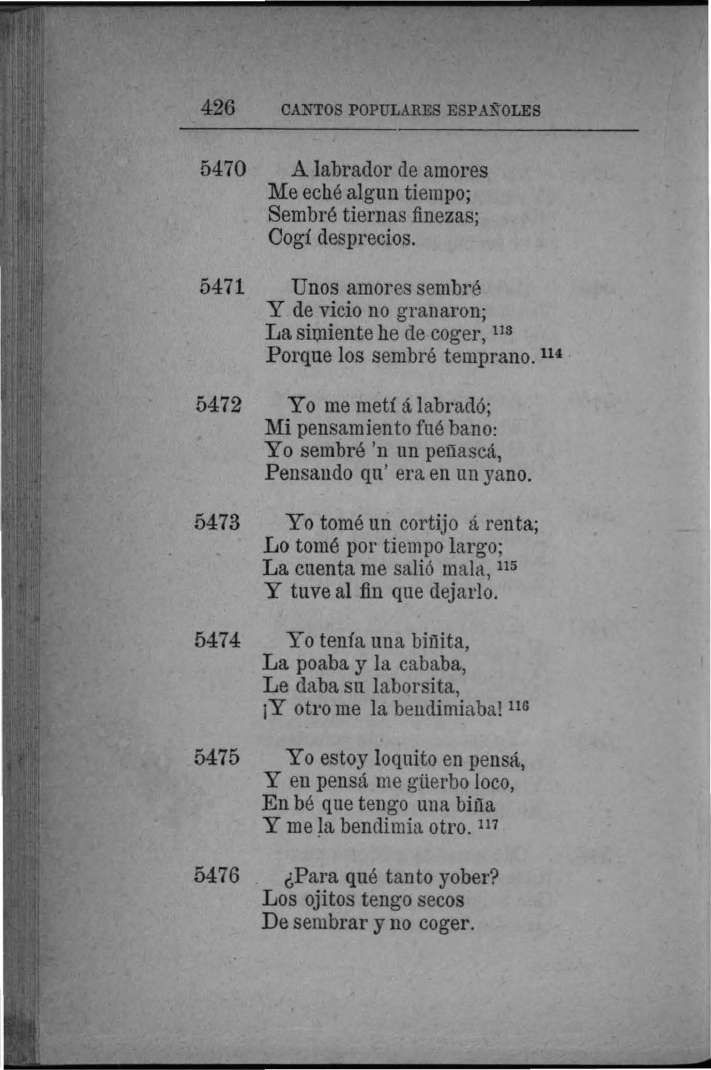 426 CANTOS POPULARES ESPAÑOLES
5470 A labrador de amores
Me eché algun tiempo;
Sembré tiernas finezas;
Cogí desprecios.
5471 Unos amores sembré
Y de vicio no granaron;
La simiente he de coger, 113
Porque los sembré temprano. 114
5472 Yo me metí á labradó;
Mi pensamiento fué bano:
Yo sembré 'n un peñascá,
Pensando qu' era en un yano.
5473 Yo tomé un cortijo á renta;
Lo tomé por tiempo largo;
La cuenta me salió mala, 115
Y tuve al fin que dejarlo.
5474 Yo tenía una biñita,
La poaba y la cababa,
Le daba su laborsita,
¡Y otro me la bendimiaba! 116
5475 Yo estoy loquito en pensá,
Y en pensá me güerbo loco,
En bé que tengo una biña
Y me la bendimia otro. 117
5476 ¿Para qué tanto yober?
Los ojitos tengo secos
De sembrar y no coger.